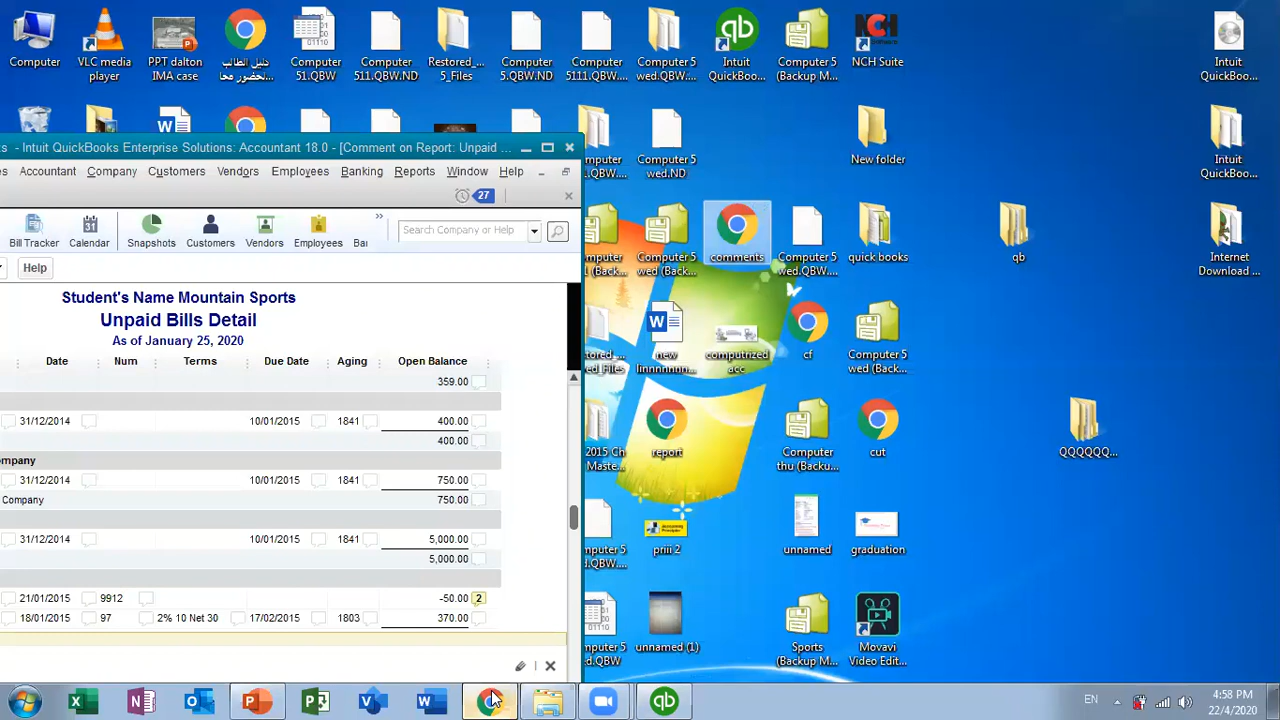 Computer
VLC media player
PPT dalton IMA case
دليل الطالب
Computer 51.QBW
Computer 511.QBW.ND
Restored_... 5_Files
Computer 5.QBW.ND
Computer 5111.QBW...
Computer 5 wed.QBW....
Intuit QuickBoo...
Computer 5 (Backup M...
NCH Suite
Intuit QuickBoo...
s - Intuit QuickBooks Enterprise Solutions: Accountant 18.0 - [Comment on Report: Unpaid ...
Computer 5 wed.ND
New folder
Intuit QuickBoo...
Accountant Company Customers Vendors Employees Banking Reports Window Help
27
Bill Tracker Calendar Snapshots Customers Vendors Employees Bai
Search Company or Help
Help
Student's Name Mountain Sports
Unpaid Bills Detail
As of January 25, 2020
Date Num Terms Due Date Aging Open Balance
359.00
31/12/2014 10/01/2015 1841 400.00
400.00
ompany
31/12/2014 10/01/2015 1841 750.00
Company 750.00
31/12/2014 10/01/2015 1841 5,000.00
5,000.00
21/01/2015 9912 -50.00 2
18/01/2015 97 2% 10 Net 30 17/02/2015 1803 370.00
Computer 5 wed (Back...
comments
Computer 5 wed.QBW....
quick books
qb
Internet Download ...
new linnnnnnn...
computrized acc
cf
Computer 5 wed (Back...
report
Computer thu (Backu...
cut
QQQQQQ...
priii 2
unnamed
graduation
Computer 5 wed.QBW
unnamed (1)
Sports (Backup M...
Movavi Video Edit...
EN
4:58 PM
22/4/2020